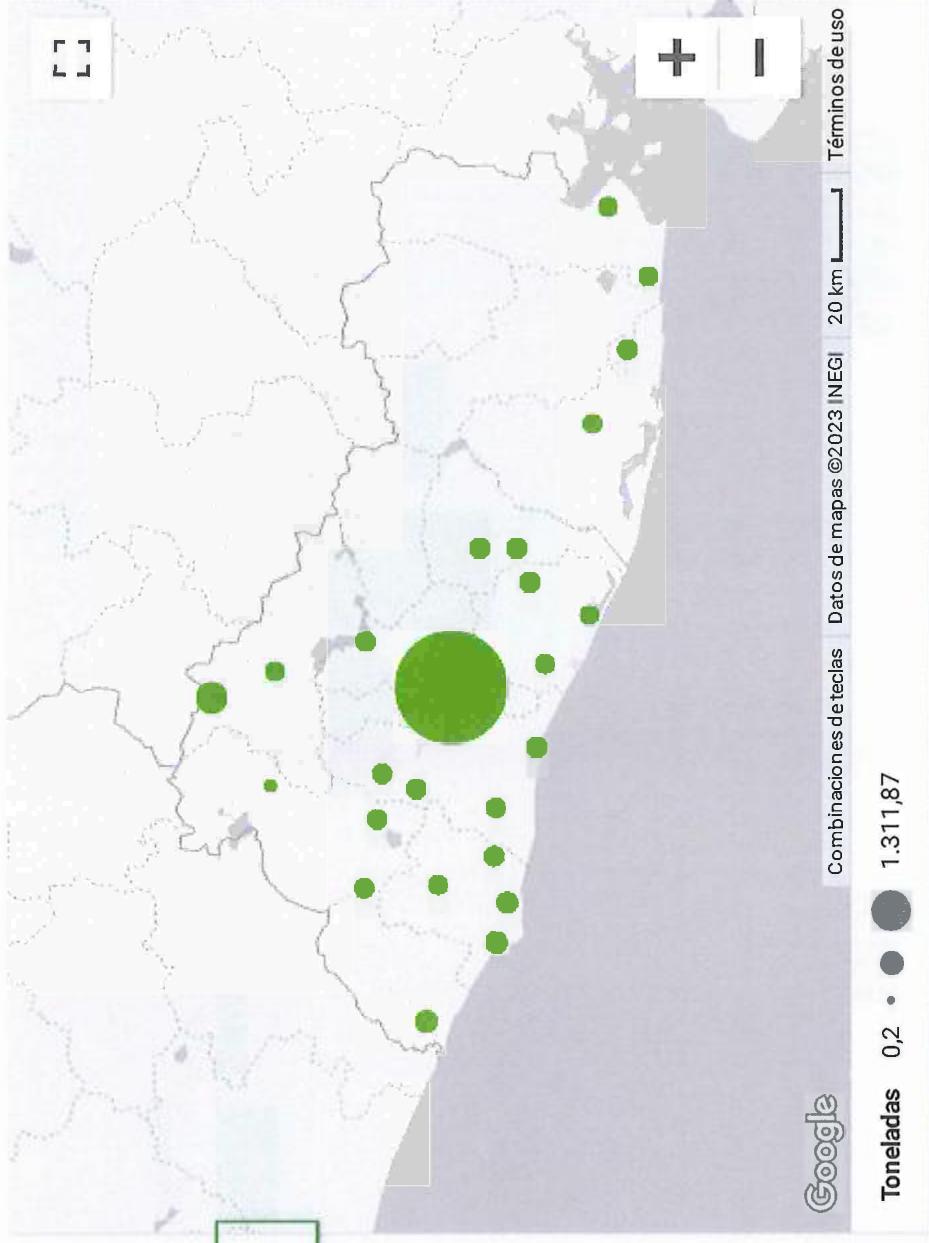 Google
Combinaciones de teclas Datos de mapas ©2023 INEGI 20 km Términos de uso
Toneladas 0,2 1.311,87